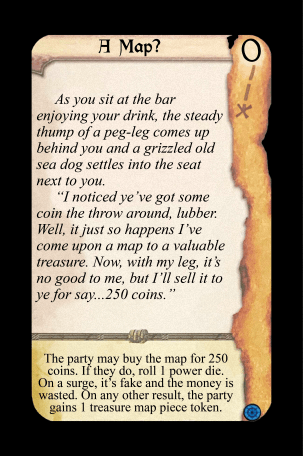 A Map?
0
As you sit at the bar
enjoying your drink, the steady
thump of a peg-leg comes up
behind you and a grizzled old
sea dog settles into the seat
next to you.
“I noticed ye’ve got some
coin the throw around, lubber.
Well, it just so happens I’ve
come upon a map to a valuable
treasure. Now, with my leg, it’s
no good to me, but I’ll sell it to
ye for say...250 coins.”
The party may buy the map for 250
coins. If they do, roll 1 power die.
On a surge, it’s fake and the money is
wasted. On any other result, the party
gains 1 treasure map piece token.